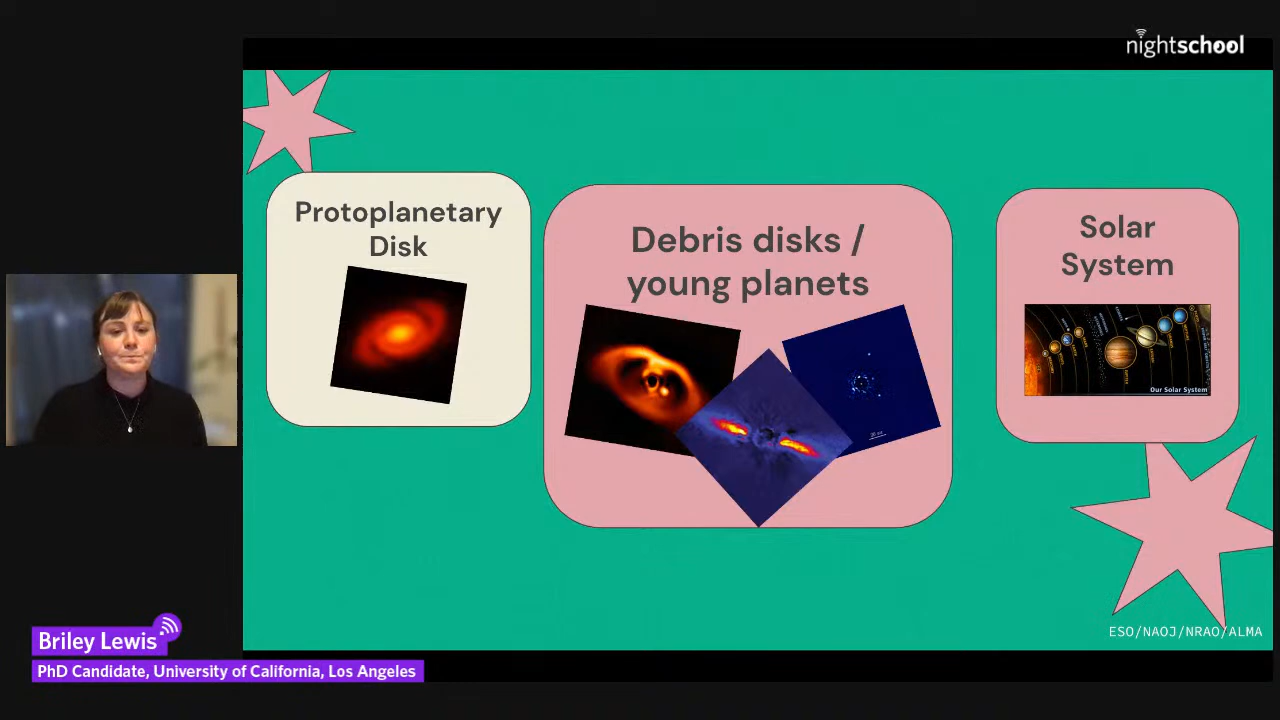 nightschool
Protoplanetary
Disk
Debris disks /
young planets
Solar
System
Our Solar System
ESO/NAOJ/NRAO/ALMA
Briley Lewis
PhD Candidate, University of California, Los Angeles